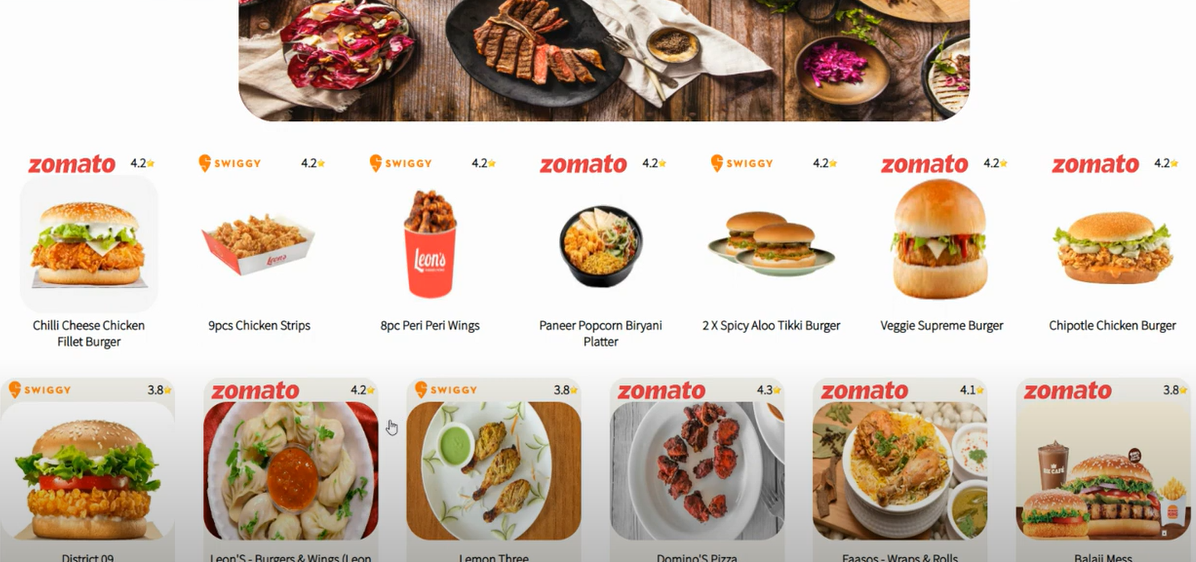 zomato 4.2
SWIGGY 4.2
SWIGGY 4.2
zomato 4.2
SWIGGY 4.2
zomato 4.2
zomato 4.2
Leon's
Leon's
Chilli Cheese Chicken
Fillet Burger
9pcs Chicken Strips
8pc Peri Peri Wings
Paneer Popcorn Biryani
Platter
2 X Spicy Aloo Tikki Burger
Veggie Supreme Burger
Chipotle Chicken Burger
SWIGGY 3.8
zomato 4.2
SWIGGY 3.8
zomato 4.3
zomato 4.1
zomato 3.8
District 09
Leon'S - Burgers & Wings (Leon
Lemon Three
Domino'S Pizza
Faasos - Wraps & Rolls
Balaji Mess